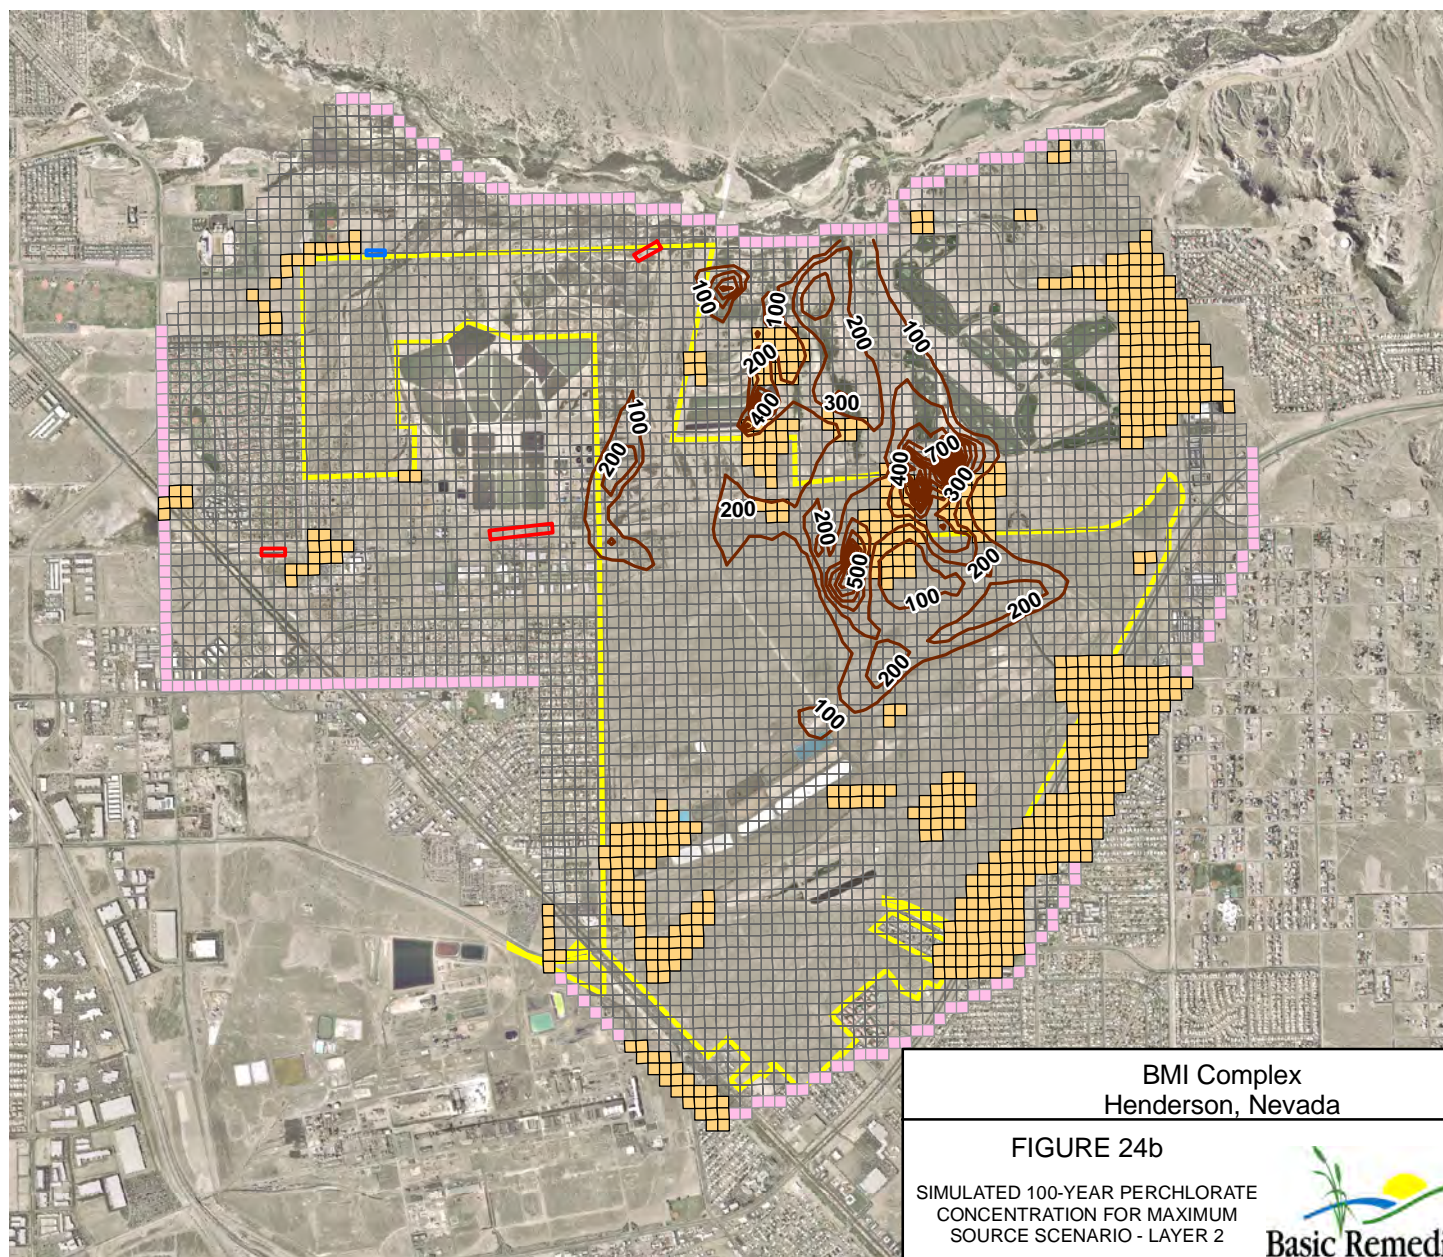 100
100
200
100
200
400
300
100
200
700
400
300
200
200
500
200
100
200
200
100
BMI Complex
Henderson, Nevada
FIGURE 24b
SIMULATED 100-YEAR PERCHLORATE
CONCENTRATION FOR MAXIMUM
SOURCE SCENARIO - LAYER 2
Basic Remed